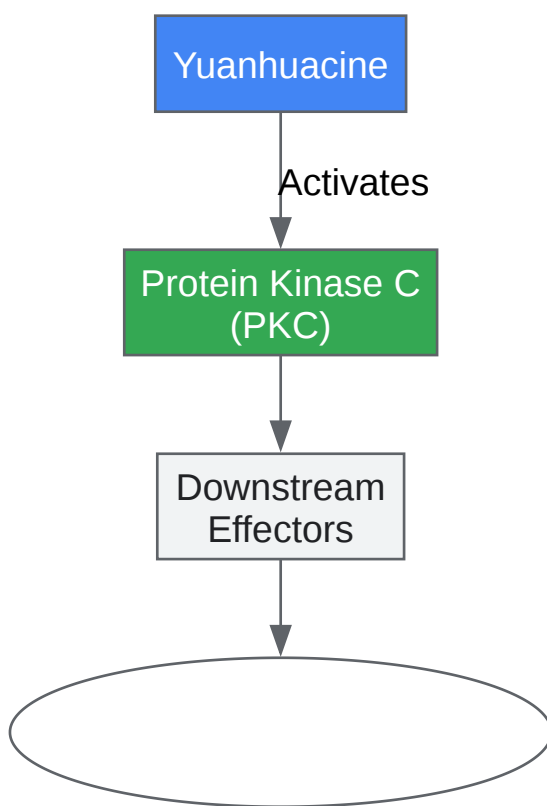 Yuanhuacine
Activates
Protein Kinase C
(PKC)
Downstream
Effectors